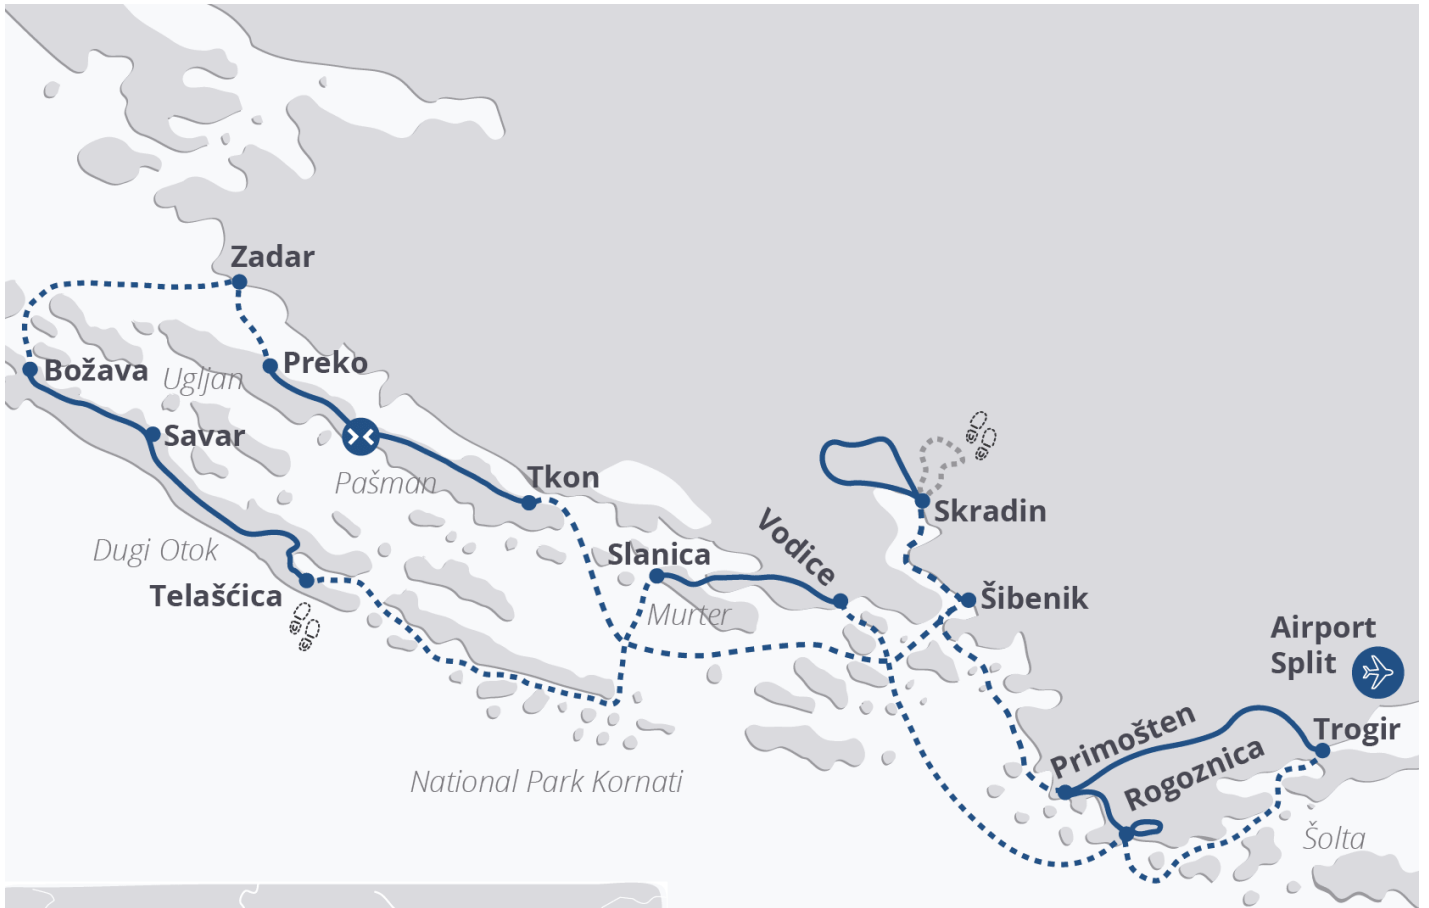 Zadar
Božava
Ugljan
Preko
Savar
Pašman
Tkon
Skradin
Dugi Otok
Slanica
Vodice
Telašćica
Murter
Šibenik
Airport
Split
National Park Kornati
Primošten
Trogir
Rogoznica
Šolta